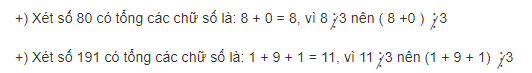 +) Xét số 80 có tổng các chữ số là: 8 + 0 = 8, vì 8 ⋮̸ 3 nên ( 8 +0 ) ⋮̸ 3
+) Xét số 191 có tổng các chữ số là: 1 + 9 + 1 = 11, vì 11 ⋮̸ 3 nên (1 + 9 + 1) ⋮̸ 3